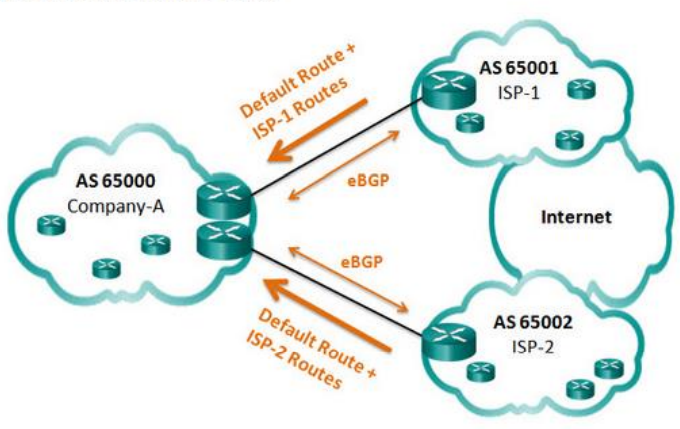 Default Route +
ISP-1 Routes
AS 65001
ISP-1
eBGP
AS 65000
Company-A
Internet
eBGP
Default Route +
ISP-2 Routes
AS 65002
ISP-2